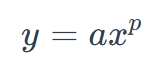 y = ax^p